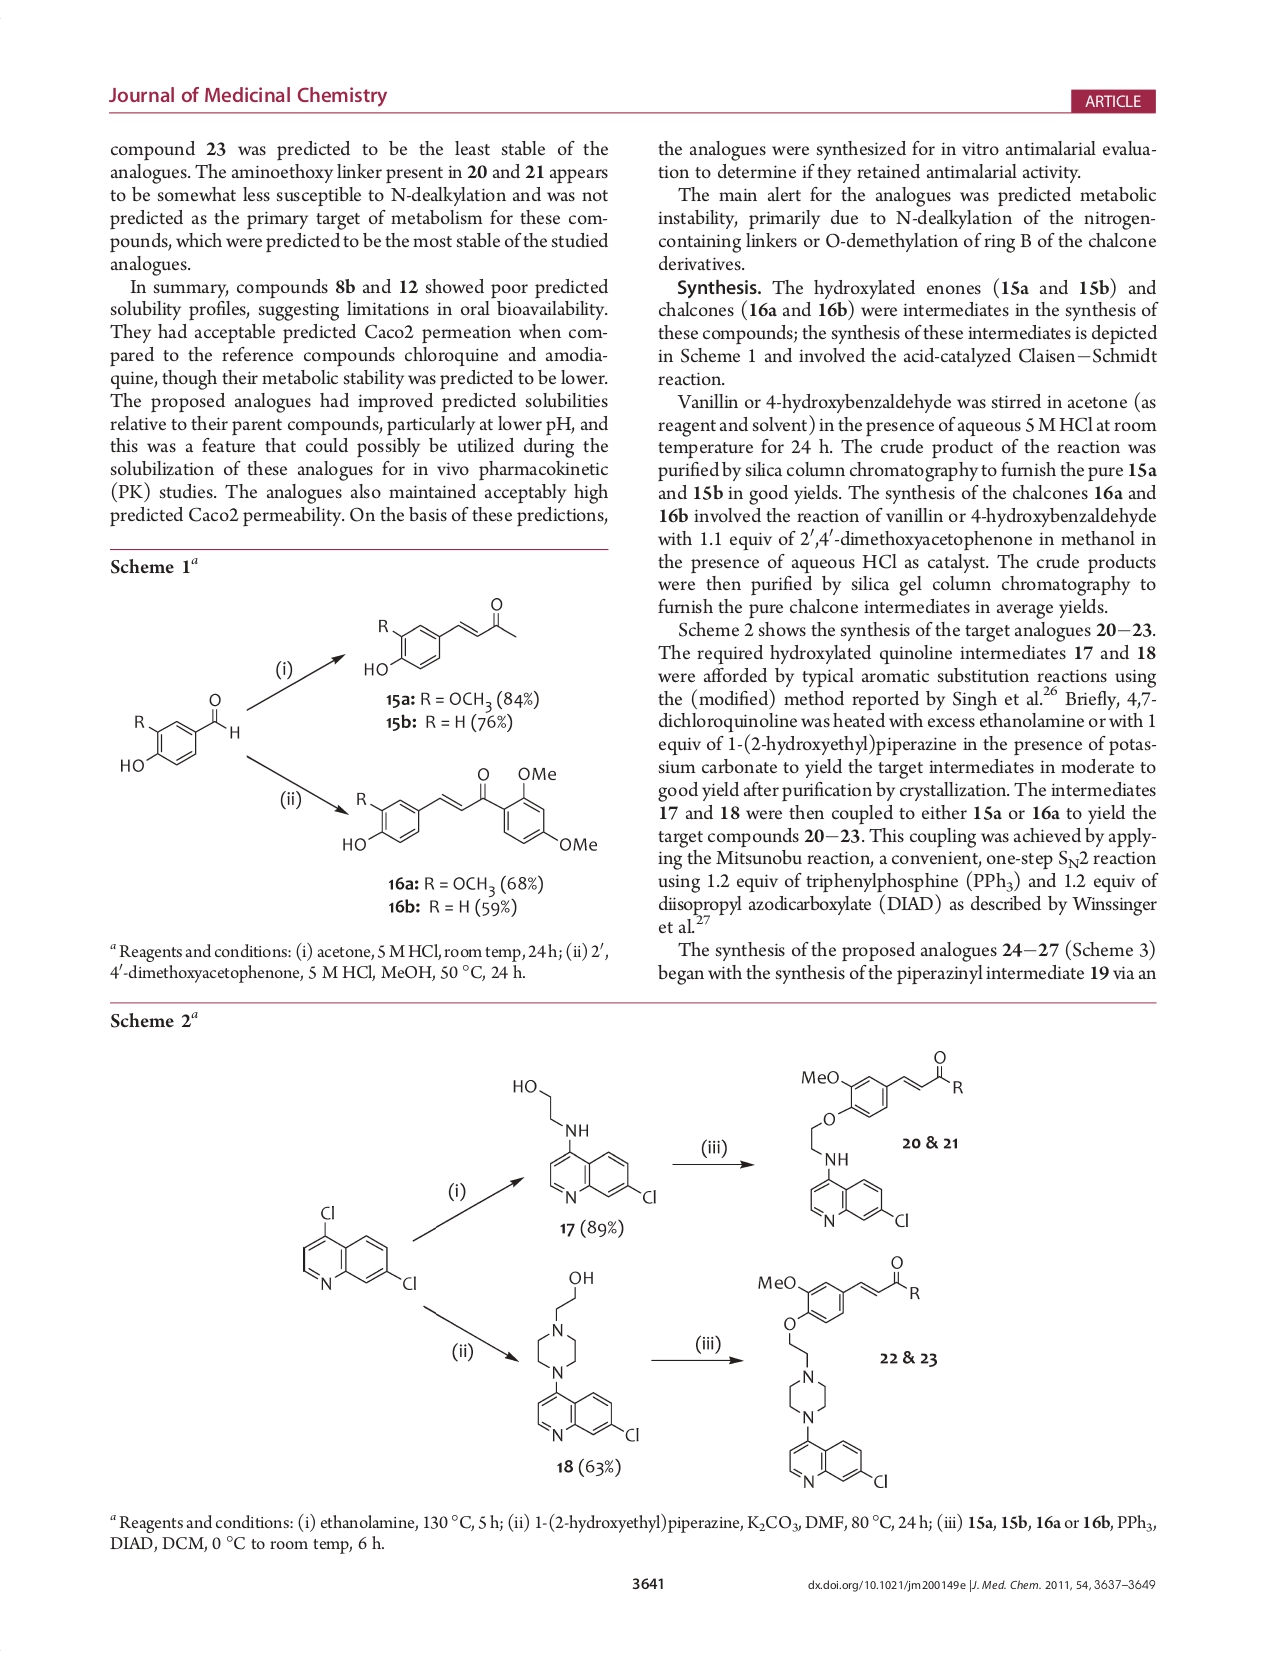 Journal of Medicinal Chemistry
ARTICLE
compound 23 was predicted to be the least stable of the
analogues. The aminoethoxy linker present in 20 and 21 appears
to be somewhat less susceptible to N-dealkylation and was not
predicted as the primary target of metabolism for these com-
pounds, which were predicted to be the most stable of the studied
analogues.
In summary, compounds 8b and 12 showed poor predicted
solubility profiles, suggesting limitations in oral bioavailability.
They had acceptable predicted Caco2 permeation when com-
pared to the reference compounds chloroquine and amodia-
quine, though their metabolic stability was predicted to be lower.
The proposed analogues had improved predicted solubilities
relative to their parent compounds, particularly at lower pH, and
this was a feature that could possibly be utilized during the
solubilization of these analogues for in vivo pharmacokinetic
(PK) studies. The analogues also maintained acceptably high
predicted Caco2 permeability. On the basis of these predictions,
Scheme 1a
O
R
HO
(i)
15a: R = OCH3 (84%)
15b: R = H (76%)
O
R
H
HO
(ii)
O
OMe
R
HO
OMe
16a: R = OCH3 (68%)
16b: R = H (59%)
a Reagents and conditions: (i) acetone, 5 M HCl, room temp, 24 h; (ii) 2′,
4′-dimethoxyacetophenone, 5 M HCl, MeOH, 50 °C, 24 h.
the analogues were synthesized for in vitro antimalarial evalua-
tion to determine if they retained antimalarial activity.
The main alert for the analogues was predicted metabolic
instability, primarily due to N-dealkylation of the nitrogen-
containing linkers or O-demethylation of ring B of the chalcone
derivatives.
Synthesis. The hydroxylated enones (15a and 15b) and
chalcones (16a and 16b) were intermediates in the synthesis of
these compounds; the synthesis of these intermediates is depicted
in Scheme 1 and involved the acid-catalyzed Claisen−Schmidt
reaction.
Vanillin or 4-hydroxybenzaldehyde was stirred in acetone (as
reagent and solvent) in the presence of aqueous 5 M HCl at room
temperature for 24 h. The crude product of the reaction was
purified by silica column chromatography to furnish the pure 15a
and 15b in good yields. The synthesis of the chalcones 16a and
16b involved the reaction of vanillin or 4-hydroxybenzaldehyde
with 1.1 equiv of 2′,4′-dimethoxyacetophenone in methanol in
the presence of aqueous HCl as catalyst. The crude products
were then purified by silica gel column chromatography to
furnish the pure chalcone intermediates in average yields.
Scheme 2 shows the synthesis of the target analogues 20−23.
The required hydroxylated quinoline intermediates 17 and 18
were afforded by typical aromatic substitution reactions using
the (modified) method reported by Singh et al.26 Briefly, 4,7-
dichloroquinoline was heated with excess ethanolamine or with 1
equiv of 1-(2-hydroxyethyl)piperazine in the presence of potas-
sium carbonate to yield the target intermediates in moderate to
good yield after purification by crystallization. The intermediates
17 and 18 were then coupled to either 15a or 16a to yield the
target compounds 20−23. This coupling was achieved by apply-
ing the Mitsunobu reaction, a convenient, one-step SN2 reaction
using 1.2 equiv of triphenylphosphine (PPh3) and 1.2 equiv of
diisopropyl azodicarboxylate (DIAD) as described by Winssinger
et al.27
The synthesis of the proposed analogues 24−27 (Scheme 3)
began with the synthesis of the piperazinyl intermediate 19 via an
Scheme 2a
HO
NH
N
Cl
17 (89%)
(i)
(iii)
O
MeO
R
O
NH
N
Cl
20 & 21
Cl
N
Cl
(ii)
OH
N
N
N
Cl
18 (63%)
(iii)
O
MeO
R
O
N
N
N
Cl
22 & 23
a Reagents and conditions: (i) ethanolamine, 130 °C, 5 h; (ii) 1-(2-hydroxyethyl)piperazine, K2CO3, DMF, 80 °C, 24 h; (iii) 15a, 15b, 16a or 16b, PPh3,
DIAD, DCM, 0 °C to room temp, 6 h.
3641
dx.doi.org/10.1021/jm200149e |J. Med. Chem. 2011, 54, 3637–3649